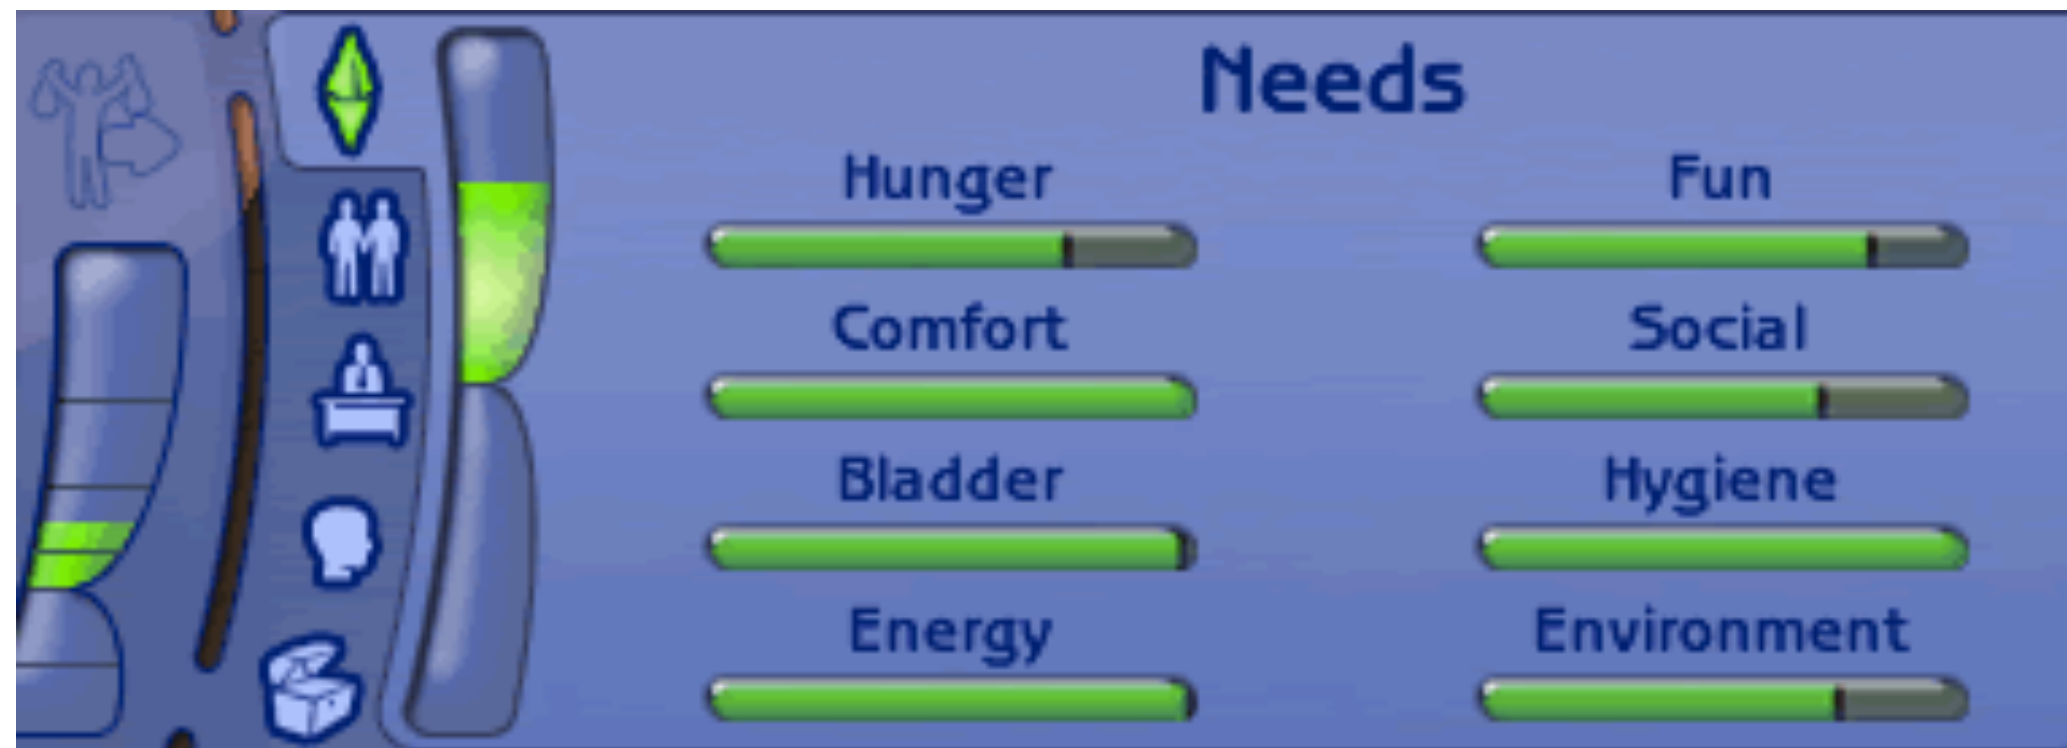 Needs
Hunger
Fun
Comfort
Social
Bladder
Hygiene
Energy
Environment